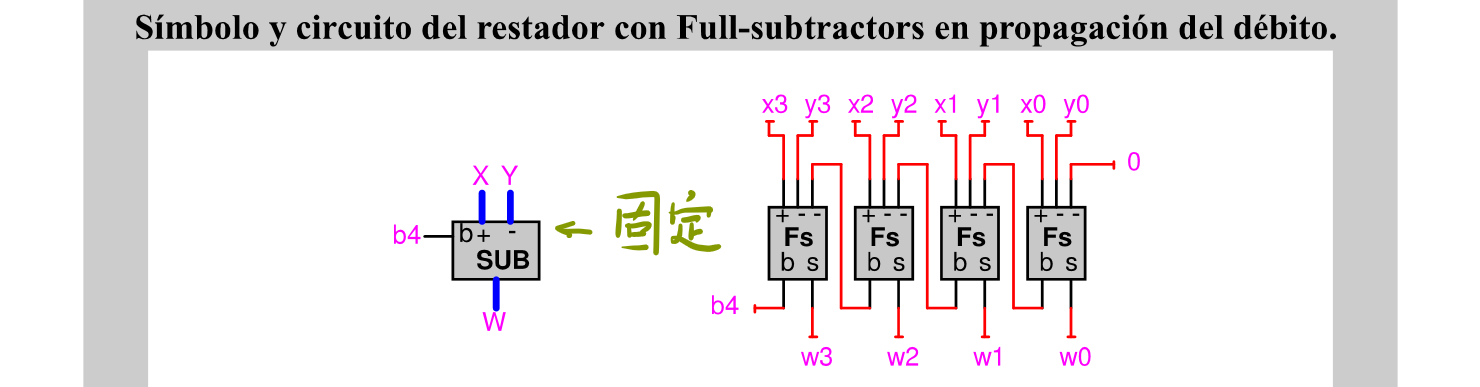 Símbolo y circuito del restador con Full-subtractors en propagación del débito.
x3 y3 x2 y2 x1 y1 x0 y0
0
X Y
b4 b + -
SUB
W
← 固定
+ - - + - - + - - + - -
Fs Fs Fs Fs
b s b s b s b s
b4
w3 w2 w1 w0